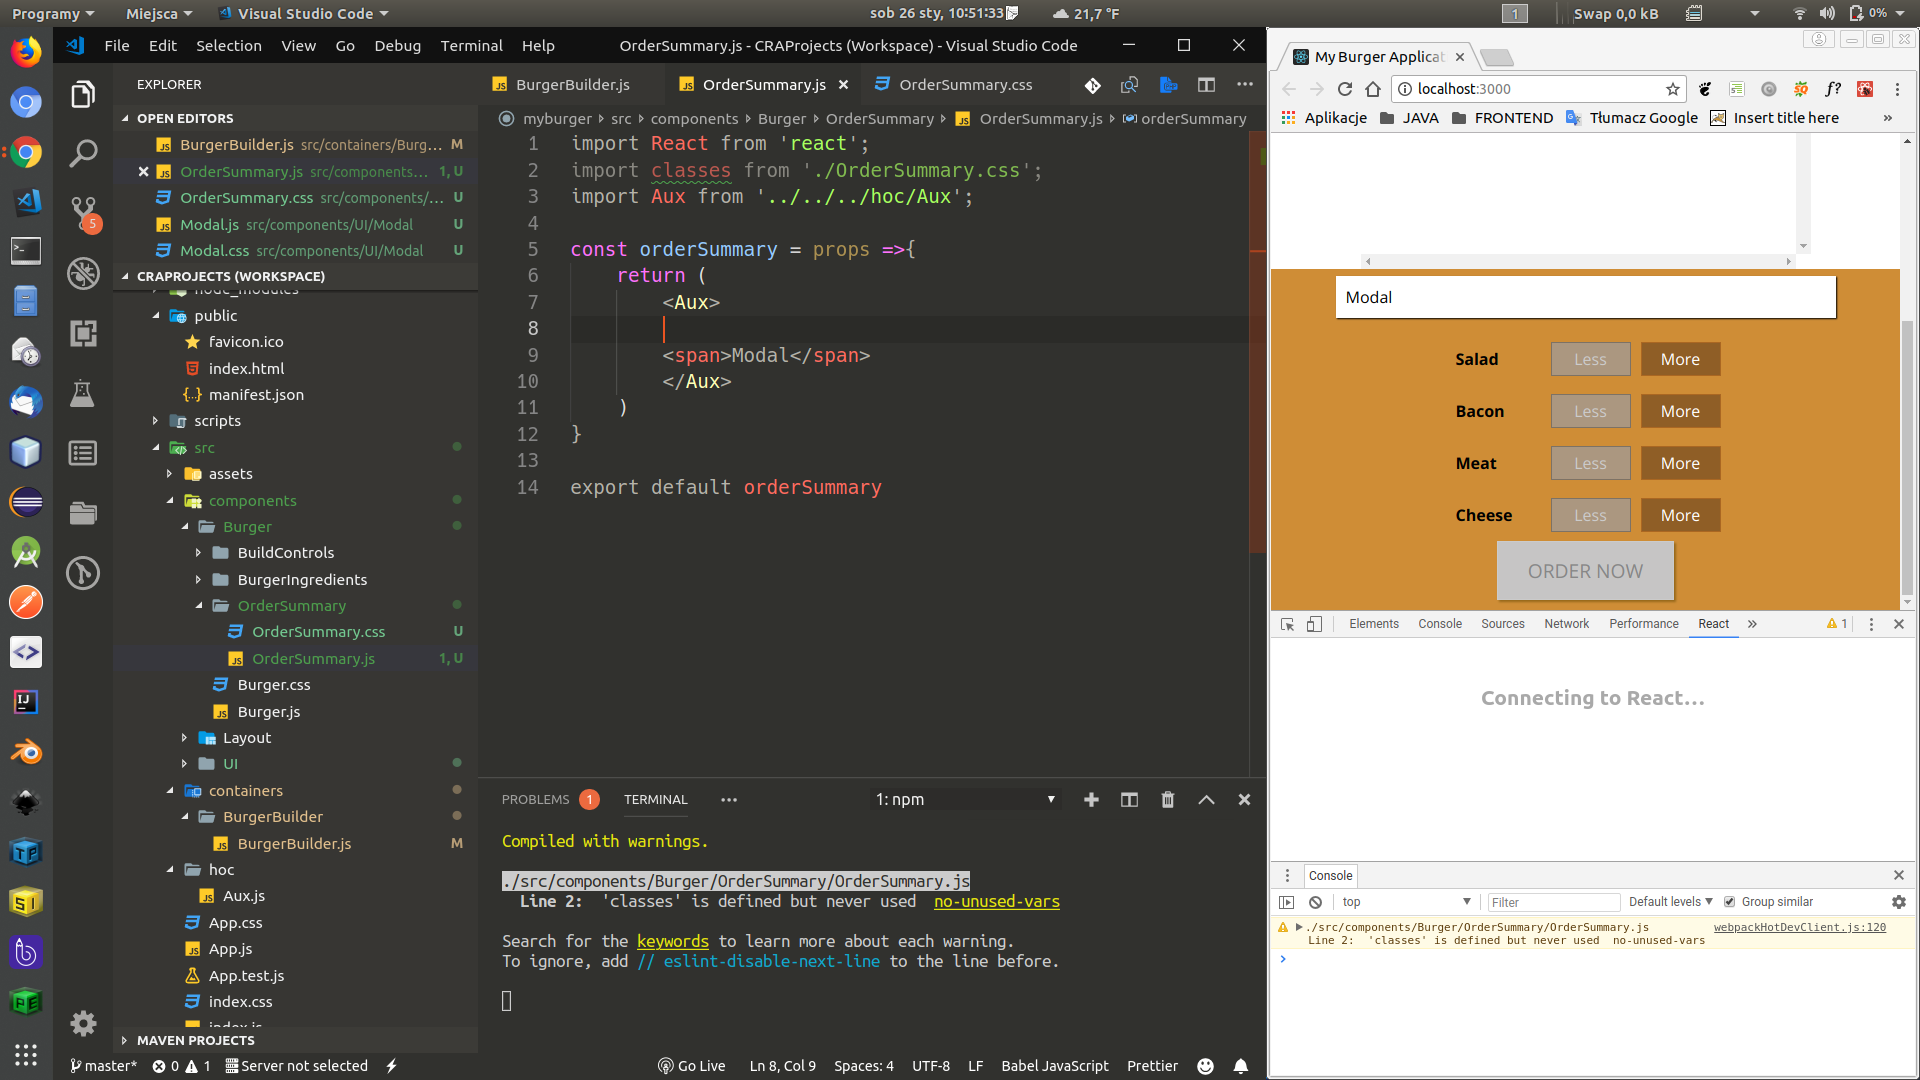 Programy
Miejsca
Visual Studio Code
sob 26 sty, 10:51:33
21,7 °F
1
Swap 0,0 kB
0%
File Edit Selection View Go Debug Terminal Help
OrderSummary.js - CRAProjects (Workspace) - Visual Studio Code
EXPLORER
OPEN EDITORS
BurgerBuilder.js src/containers/Burg... M
OrderSummary.js src/components... 1, U
OrderSummary.css src/components/... U
Modal.js src/components/UI/Modal U
Modal.css src/components/UI/Modal U
5
CRAPROJECTS (WORKSPACE)
node_modules
public
favicon.ico
index.html
manifest.json
scripts
src
assets
components
Burger
BuildControls
BurgerIngredients
OrderSummary
OrderSummary.css U
OrderSummary.js 1, U
Burger.css
Burger.js
Layout
UI
containers
BurgerBuilder
BurgerBuilder.js M
hoc
Aux.js
App.css
App.js
App.test.js
index.css
index.js
MAVEN PROJECTS
BurgerBuilder.js
OrderSummary.js
OrderSummary.css
myburger › src › components › Burger › OrderSummary › OrderSummary.js › orderSummary
1 import React from 'react';
2 import classes from './OrderSummary.css';
3 import Aux from '../../../hoc/Aux';
4
5 const orderSummary = props =>{
6 return (
7 <Aux>
8
9 <span>Modal</span>
10 </Aux>
11 )
12 }
13
14 export default orderSummary
PROBLEMS 1 TERMINAL ··· 1: npm
Compiled with warnings.
./src/components/Burger/OrderSummary/OrderSummary.js
Line 2: 'classes' is defined but never used no-unused-vars
Search for the keywords to learn more about each warning.
To ignore, add // eslint-disable-next-line to the line before.
master* 0 1 Server not selected
Go Live Ln 8, Col 9 Spaces: 4 UTF-8 LF Babel JavaScript Prettier
My Burger Applicat
localhost:3000
Aplikacje JAVA FRONTEND Tłumacz Google Insert title here »
Modal
Salad Less More
Bacon Less More
Meat Less More
Cheese Less More
ORDER NOW
Elements Console Sources Network Performance React » 1
Connecting to React...
Console
top Filter Default levels Group similar
./src/components/Burger/OrderSummary/OrderSummary.js webpackHotDevClient.js:120
Line 2: 'classes' is defined but never used no-unused-vars